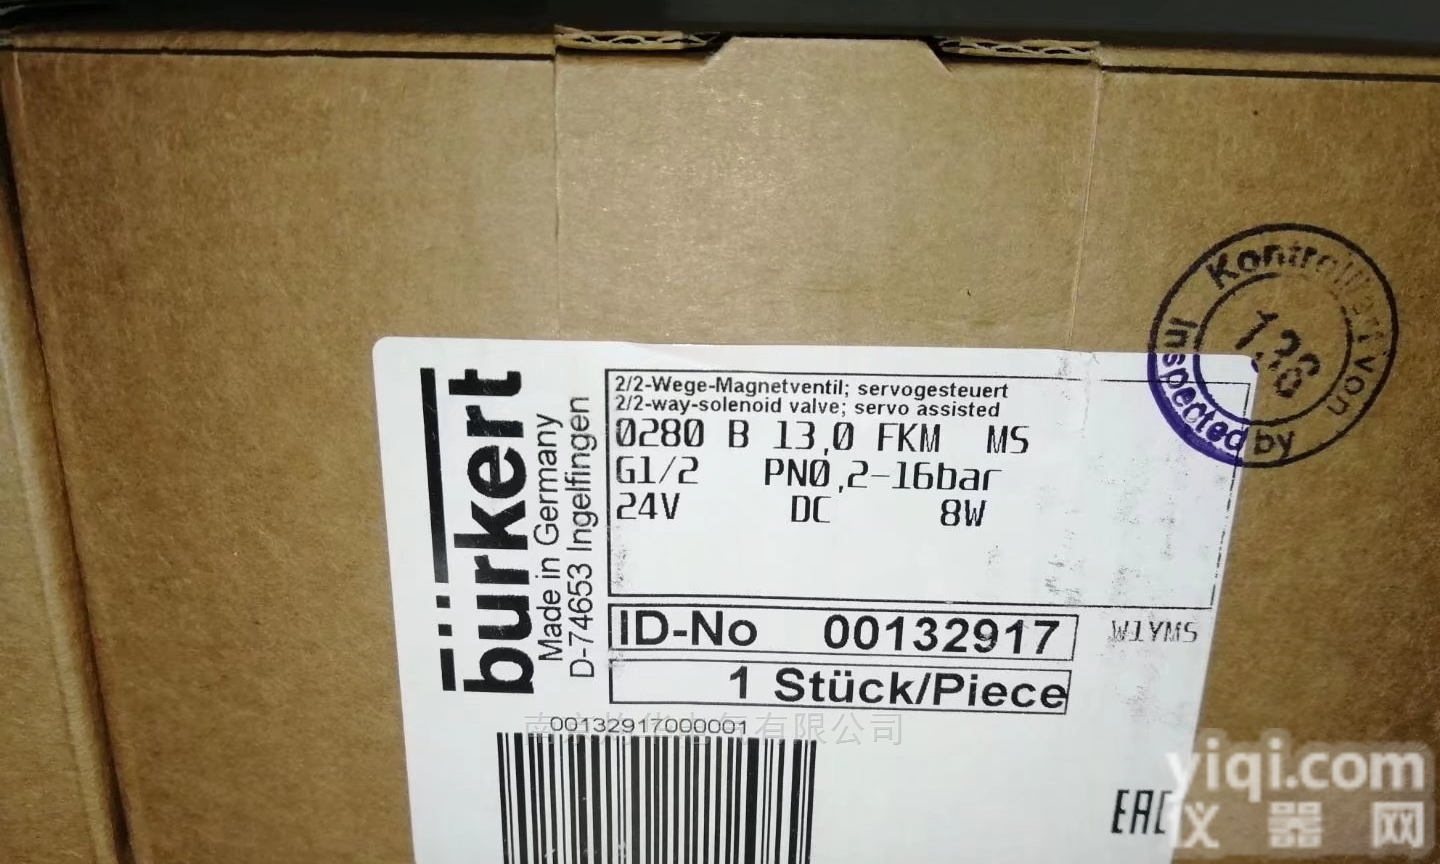 bürkert
Made in Germany
D-74653 Ingelfingen
2/2-Wege-Magnetventil; servogesteuert
2/2-way-solenoid valve; servo assisted
0280 B 13,0 FKM MS
G1/2 PN0,2-16bar
24V DC 8W
ID-No 00132917
W1YMS
1 Stück/Piece
00132917000001
Kontrolliert von
136
Inspected by
EAC
有限公司
yiqi.com
仪器网